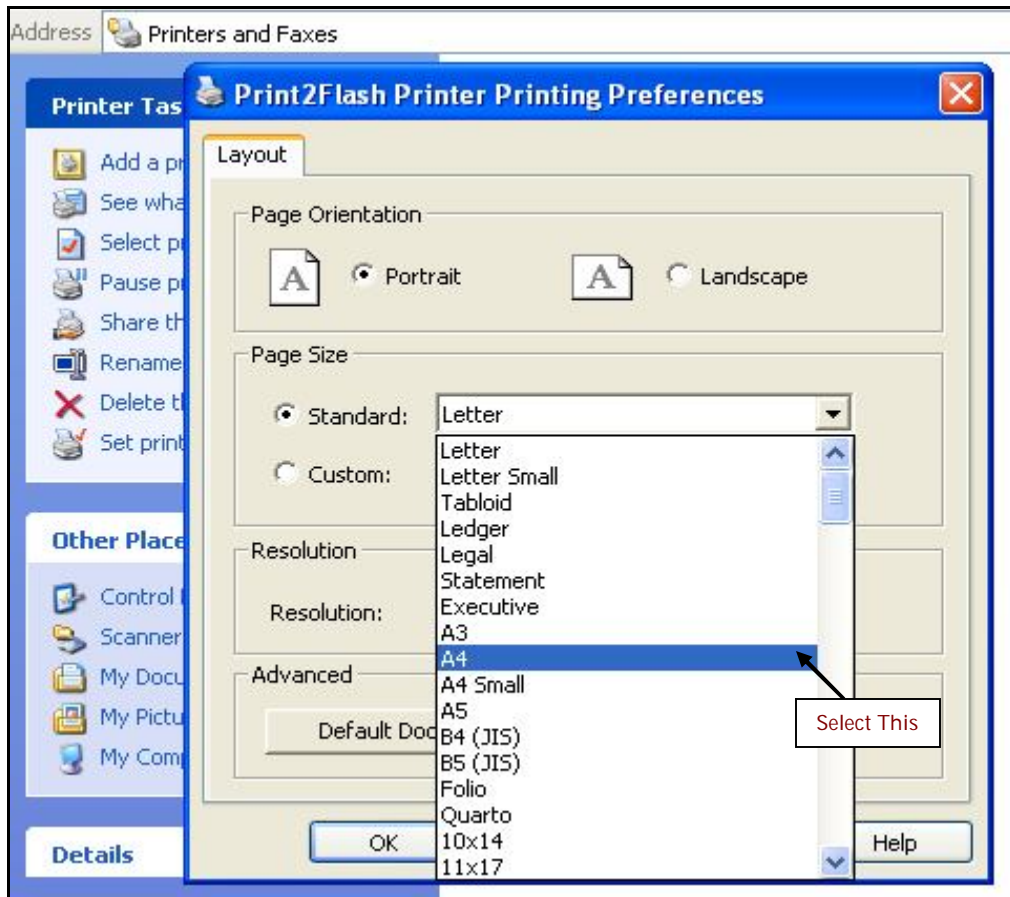 Address Printers and Faxes
Print2Flash Printer Printing Preferences
Printer Tas
Add a pr
See wha
Select pr
Pause pr
Share th
Rename
Delete th
Set print
Other Place
Control
Scanner
My Docu
My Pictu
My Comp
Details
Layout
Page Orientation
A Portrait
A Landscape
Page Size
Standard: Letter
Custom:
Letter
Letter Small
Tabloid
Ledger
Legal
Statement
Executive
A3
A4
A4 Small
A5
B4 (JIS)
B5 (JIS)
Folio
Quarto
10x14
11x17
Select This
Resolution
Resolution:
Advanced
Default Doc
OK
Help